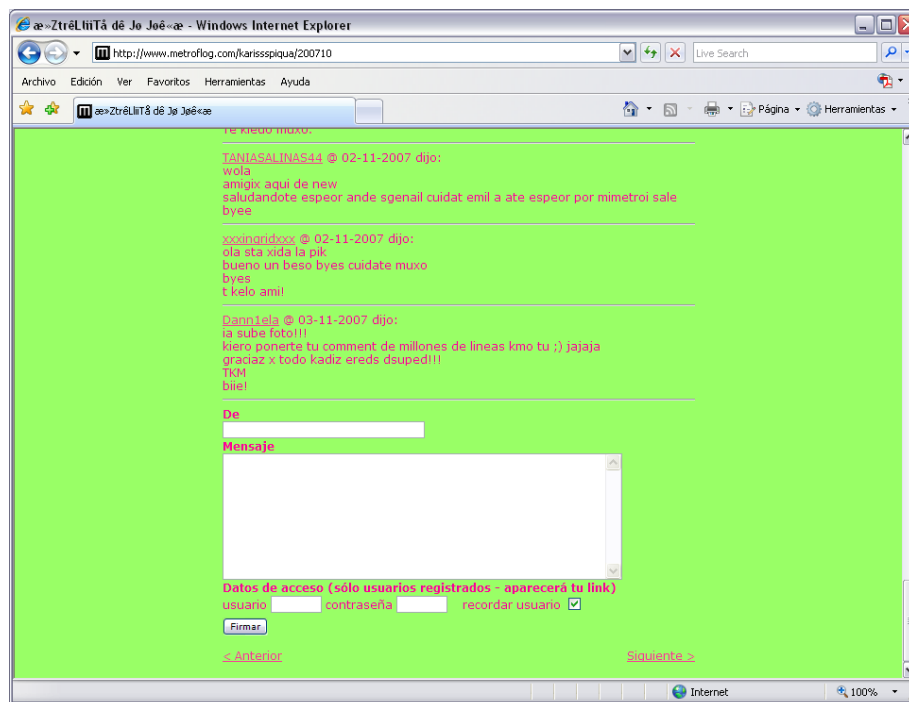 æ»ZtrêLIiiTå dê Jø Jøê«æ - Windows Internet Explorer
http://www.metroflog.com/karissspiqua/200710
Live Search
Archivo Edición Ver Favoritos Herramientas Ayuda
æ»ZtrêLIiiTå dê Jø Jøê«æ
Página Herramientas
Te kiedo muxo.
TANIASALINAS44 @ 02-11-2007 dijo:
wola
amigix aqui de new
saludandote espeor ande sgenail cuidat emil a ate espeor por mimetroi sale
byee
xxxingridxxx @ 02-11-2007 dijo:
ola sta xida la pik
bueno un beso byes cuidate muxo
byes
t kelo ami!
Dann1ela @ 03-11-2007 dijo:
ia sube foto!!!
kiero ponerte tu comment de millones de lineas kmo tu ;) jajaja
graciaz x todo kadiz ereds dsuped!!!
TKM
biie!
De
Mensaje
Datos de acceso (sólo usuarios registrados - aparecerá tu link)
usuario contraseña recordar usuario
Firmar
< Anterior Siguiente >
Internet 100%